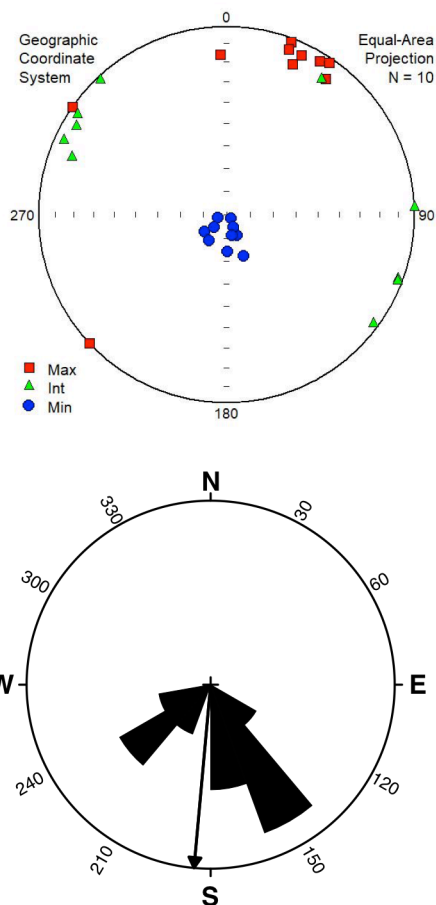 0
Geographic
Coordinate
System
Equal-Area
Projection
N = 10
270
90
Max
Int
Min
180
N
330
30
300
60
W
E
240
120
210
150
S